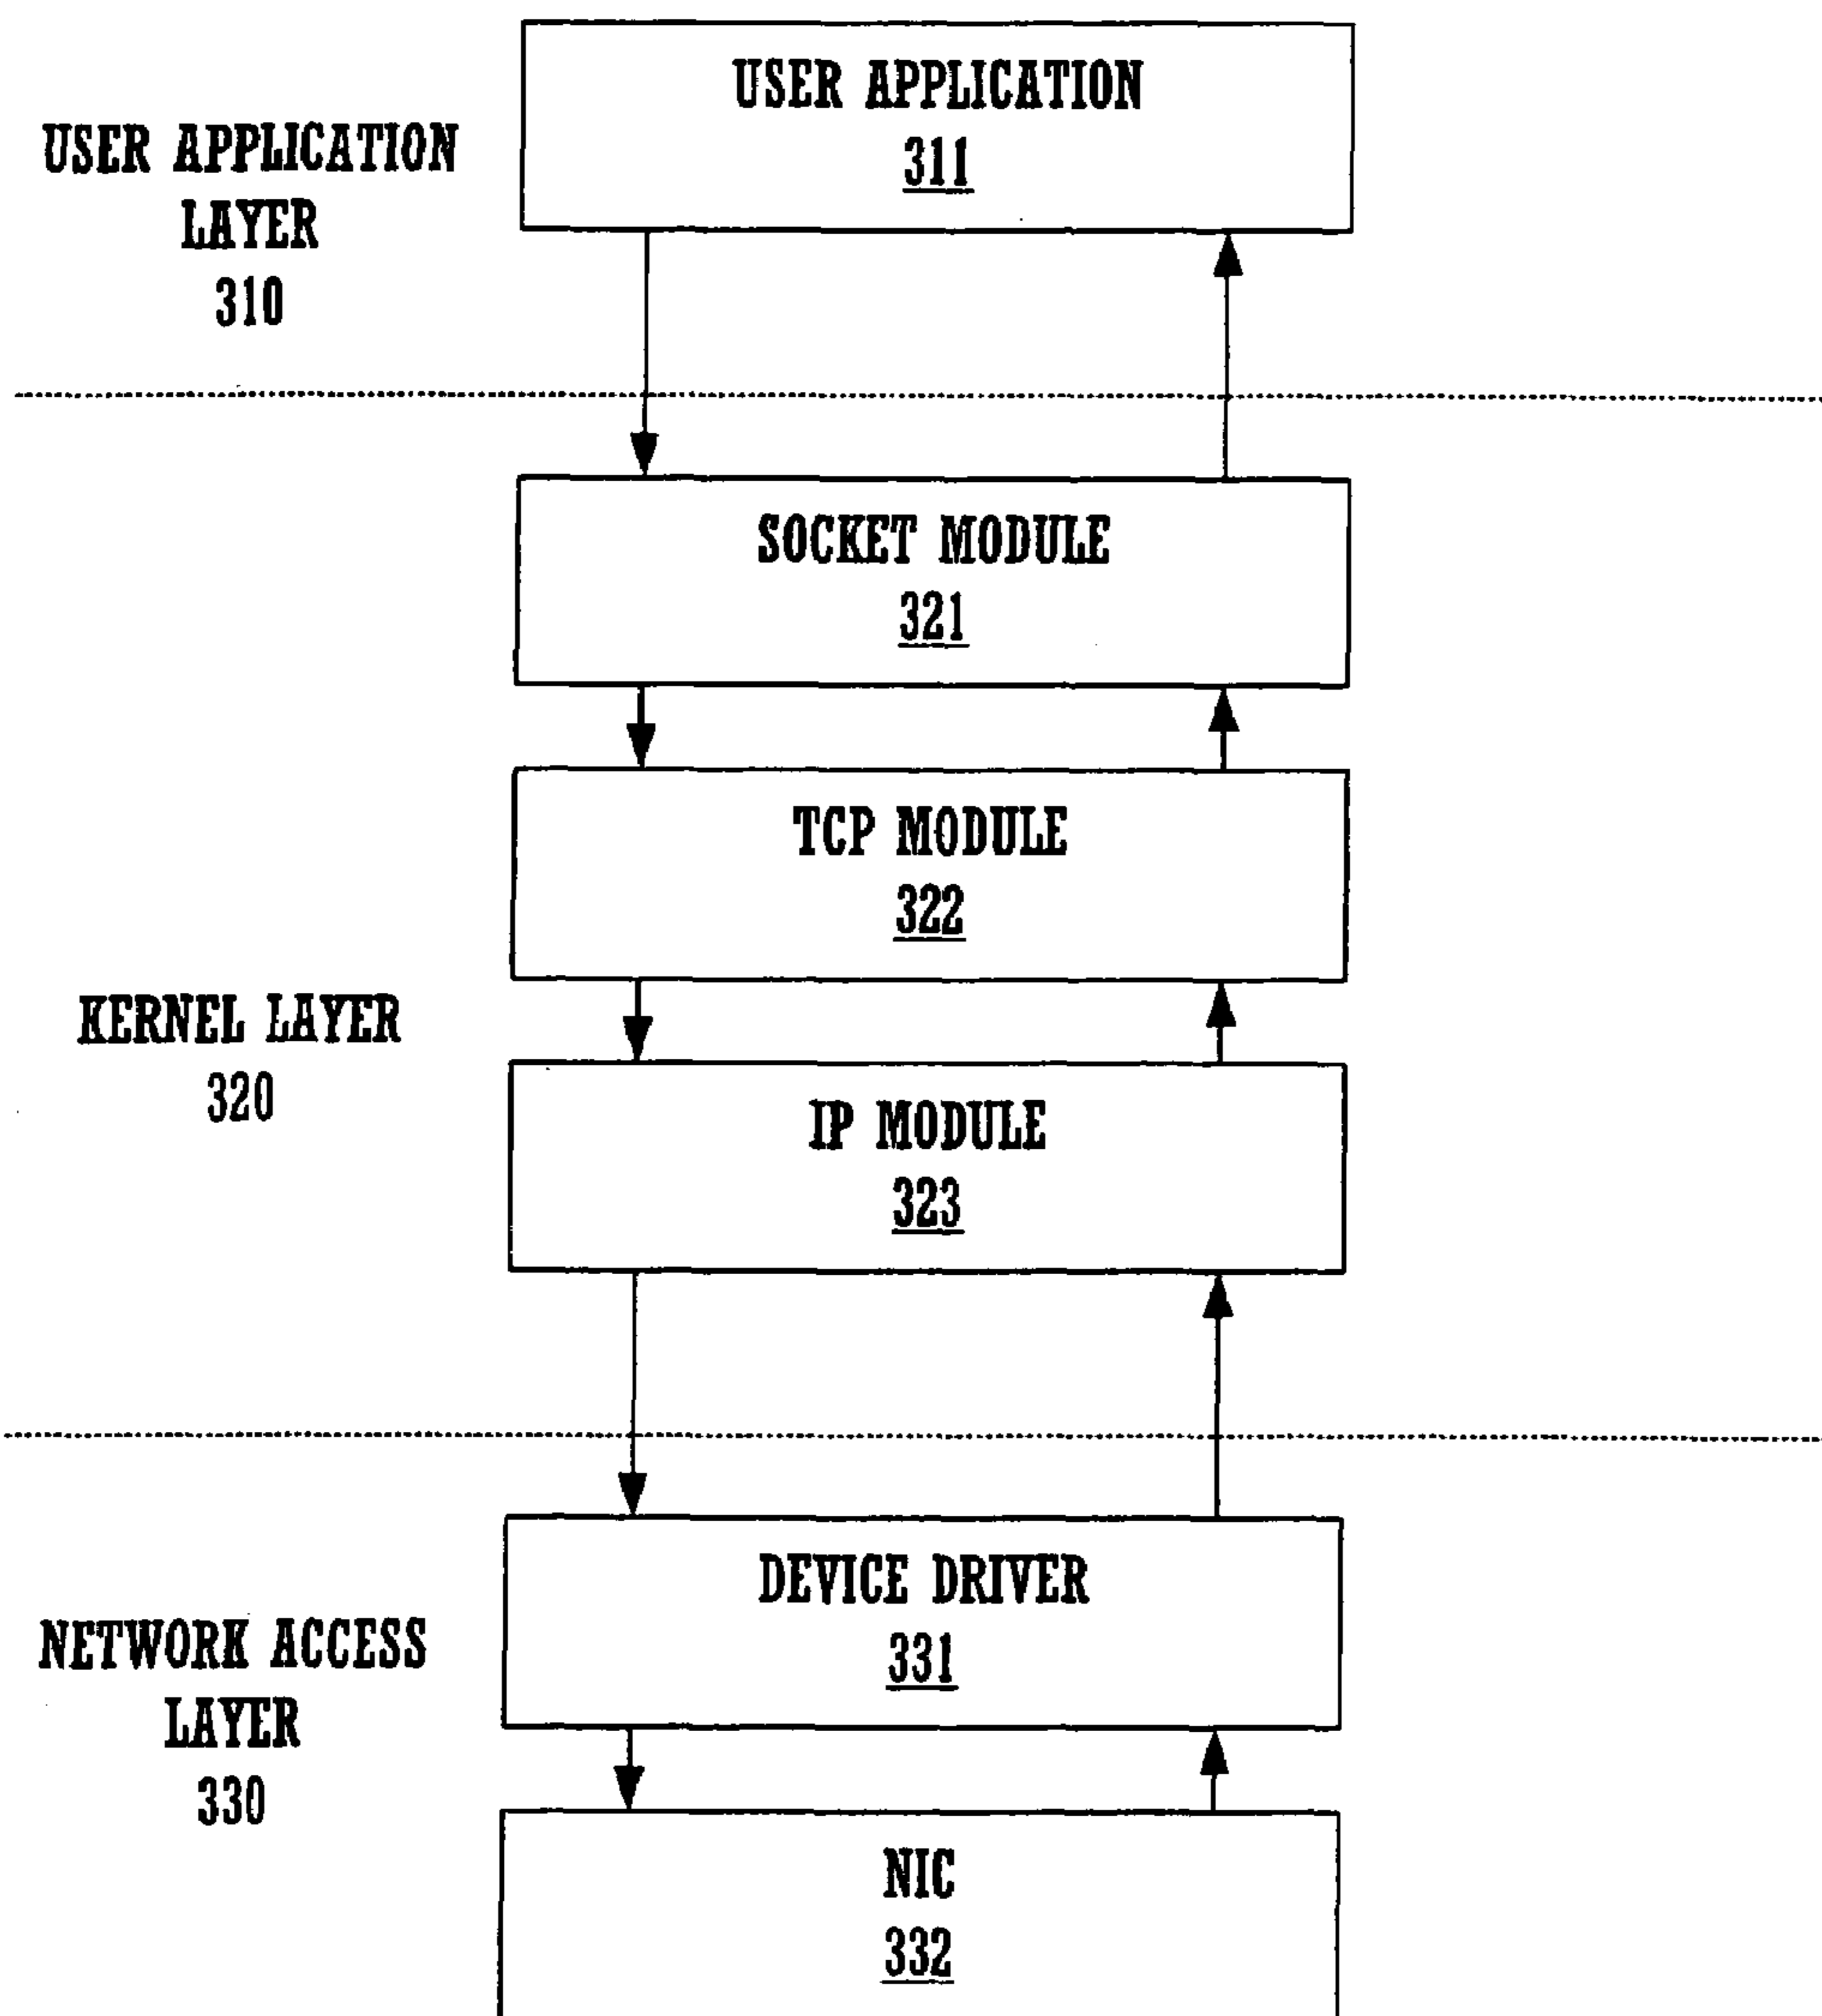 USER APPLICATION
311
USER APPLICATION
LAYER
310
SOCKET MODULE
321
TCP MODULE
322
KERNEL LAYER
320
IP MODULE
323
DEVICE DRIVER
331
NETWORK ACCESS
LAYER
330
NIC
332